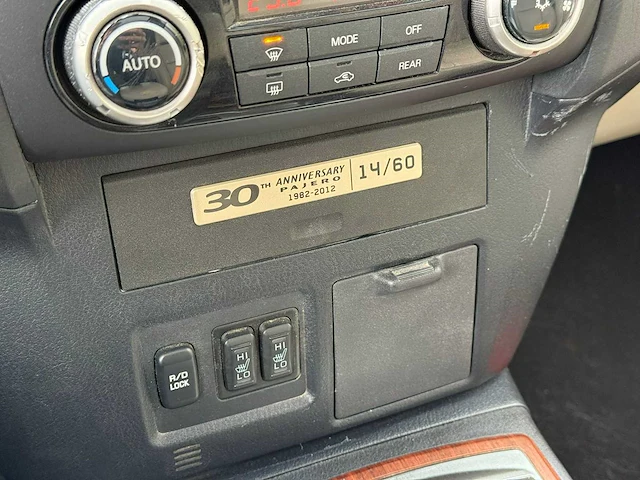 AUTO
MODE
OFF
REAR
30TH ANNIVERSARY
PAJERO
1982-2012
14/60
R/D
LOCK
HI
LO
HI
LO